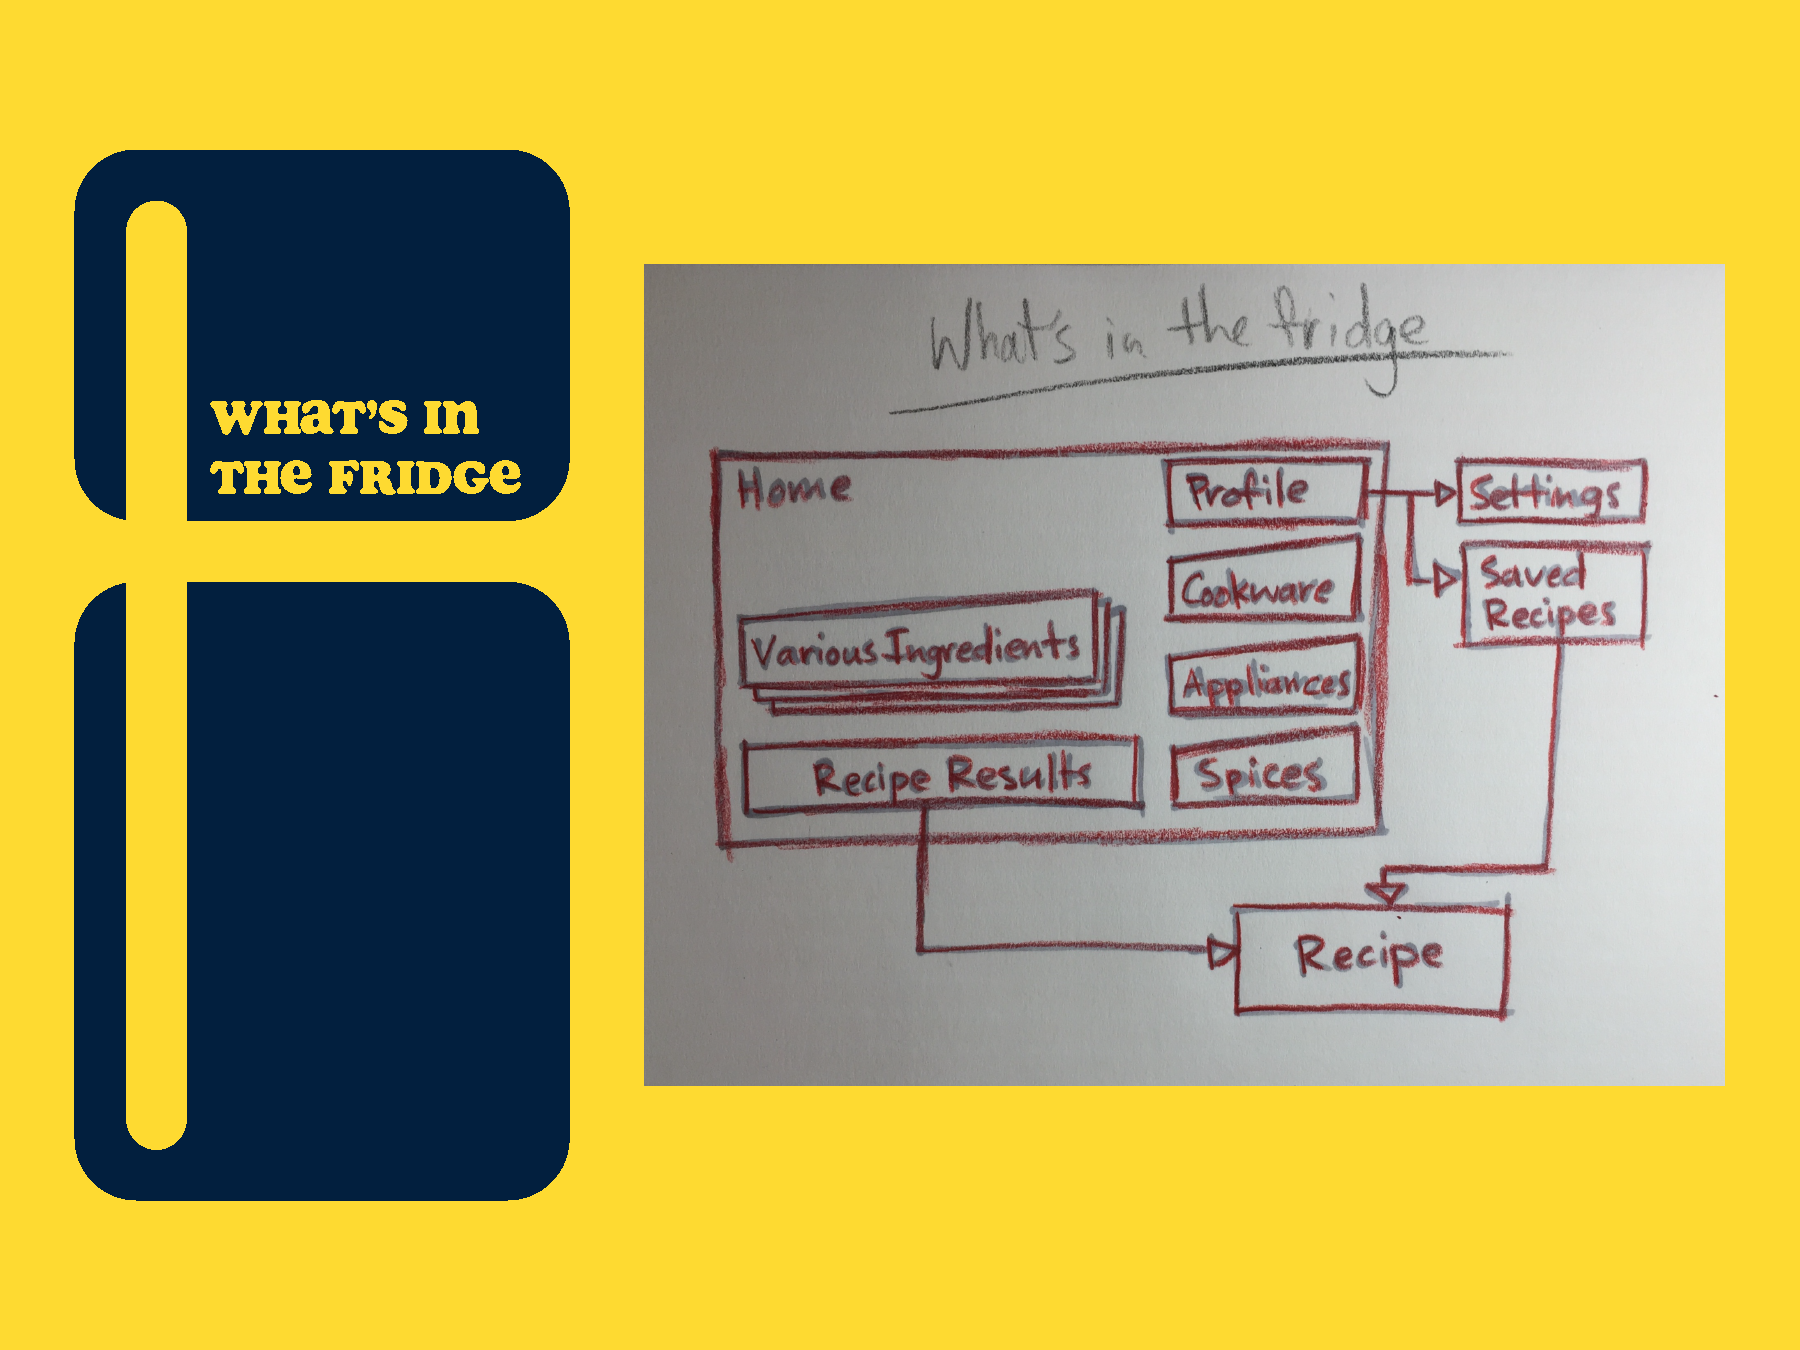 WHAT'S IN
THE FRIDGE
What's in the fridge
Home
Profile
Settings
Cookware
Saved
Recipes
Various Ingredients
Appliances
Recipe Results
Spices
Recipe